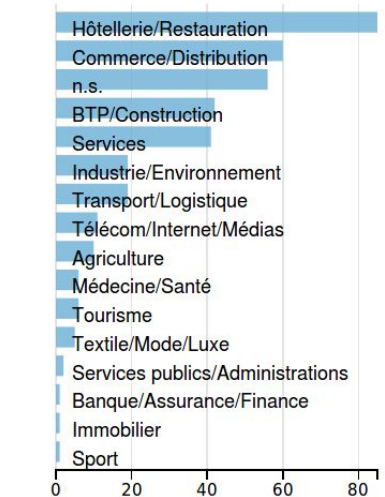 Hôtellerie/Restauration
Commerce/Distribution
n.s.
BTP/Construction
Services
Industrie/Environnement
Transport/Logistique
Télécom/Internet/Médias
Agriculture
Médecine/Santé
Tourisme
Textile/Mode/Luxe
Services publics/Administrations
Banque/Assurance/Finance
Immobilier
Sport
0 20 40 60 80